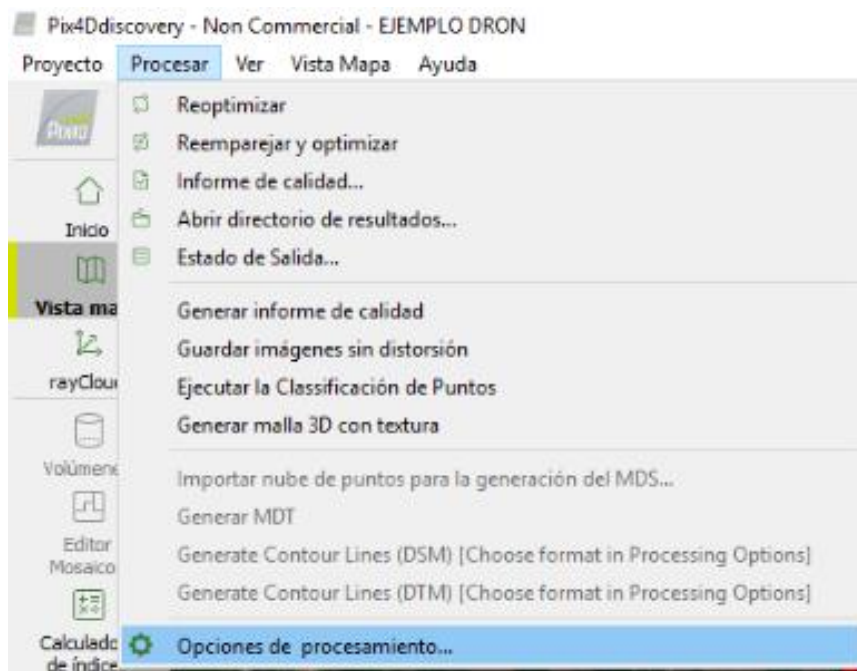 Pix4Ddiscovery - Non Commercial - EJEMPLO DRON
Proyecto Procesar Ver Vista Mapa Ayuda
Reoptimizar
Reemparejar y optimizar
Informe de calidad...
Inicio
Abrir directorio de resultados...
Estado de Salida...
Vista ma
Generar informe de calidad
Guardar imágenes sin distorsión
rayClou
Ejecutar la Classificación de Puntos
Generar malla 3D con textura
Volúmene
Importar nube de puntos para la generación del MDS...
Generar MDT
Editor
Mosaico
Generate Contour Lines (DSM) [Choose format in Processing Options]
Generate Contour Lines (DTM) [Choose format in Processing Options]
Calculadc
de índice
Opciones de procesamiento...